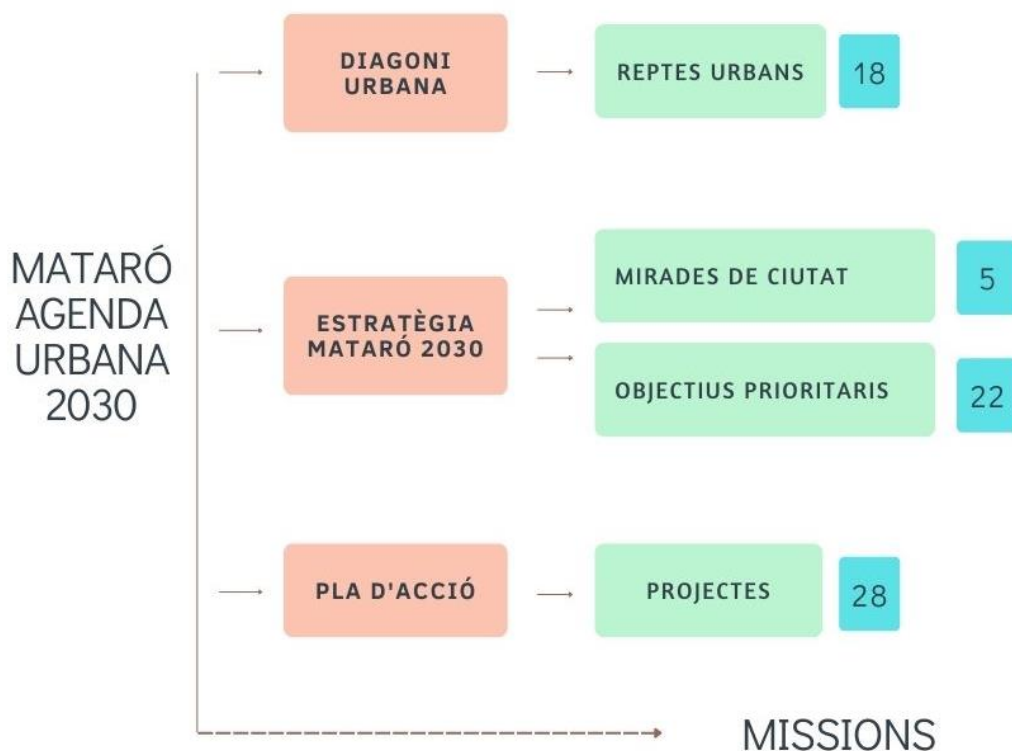 MATARÓ
AGENDA
URBANA
2030
DIAGONI
URBANA
REPTES URBANS
18
ESTRATÈGIA
MATARÓ 2030
MIRADES DE CIUTAT
5
OBJECTIUS PRIORITARIS
22
PLA D'ACCIÓ
PROJECTES
28
MISSIONS